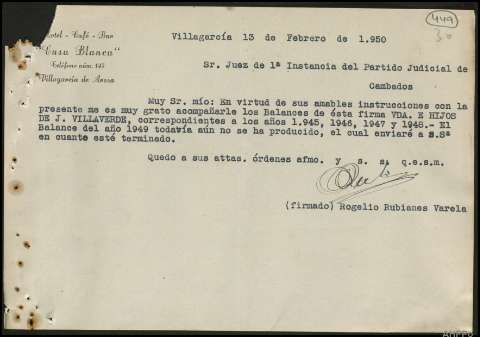 449
30
Hotel - Café - Bar
"Casa Blanca"
Teléfono núm. 145
Villagarcía de Arosa
Villagarcía 13 de Febrero de 1.950
Sr. Juez de 1ª Instancia del Partido Judicial de
Cambados
Muy Sr. mío: En virtud de sus amables instrucciones con la
presente me es muy grato acompañarle los Balances de ésta firma VDA. E HIJOS
DE J. VILLAVERDE, correspondientes a los años 1.945, 1946, 1947 y 1948.- El
Balance del año 1949 todavía aún no se ha producido, el cual enviaré a S.Sª
en cuante esté terminado.
Quedo a sus attas. órdenes afmo. y s. s. q.e.s.m.
(firmado) Rogelio Rubianes Varela